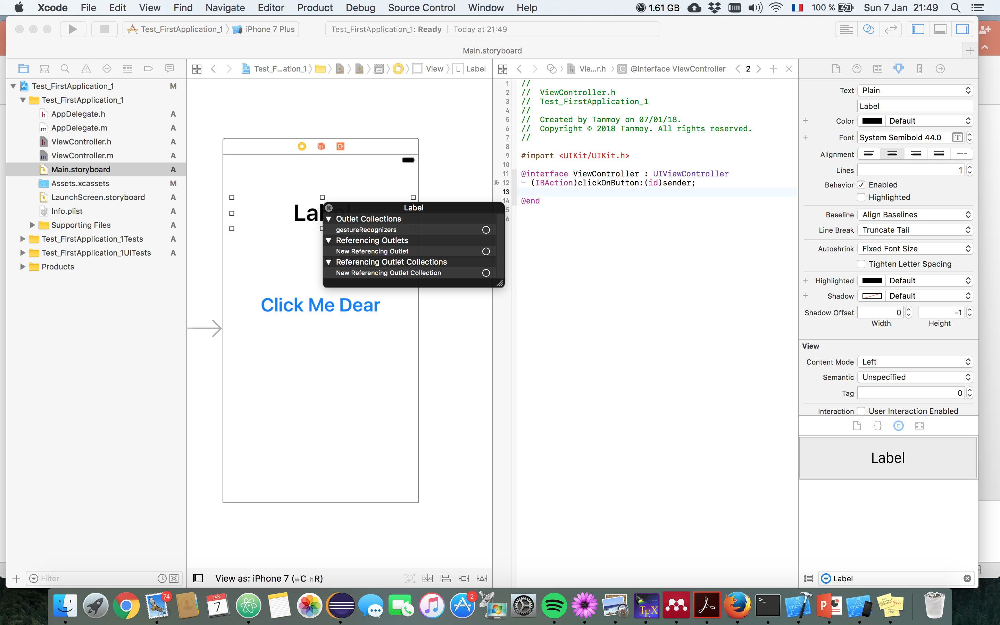 Xcode File Edit View Find Navigate Editor Product Debug Source Control Window Help 1.61 GB 100 % Sun 7 Jan 21:49
Test_FirstApplication_1 iPhone 7 Plus Test_FirstApplication_1: Ready | Today at 21:49
Main.storyboard
Test_F...ation_1 View L Label
Vie...r.h C @interface ViewController 2
Test_FirstApplication_1 M
Test_FirstApplication_1
AppDelegate.h A
AppDelegate.m A
ViewController.h A
ViewController.m A
Main.storyboard A
Assets.xcassets M
LaunchScreen.storyboard A
Info.plist A
Supporting Files A
Test_FirstApplication_1Tests A
Test_FirstApplication_1UITests A
Products
Filter
Label
Outlet Collections
gestureRecognizers
Referencing Outlets
New Referencing Outlet
Referencing Outlet Collections
New Referencing Outlet Collection
Click Me Dear
View as: iPhone 7 (wC hR)
1 //
2 // ViewController.h
3 // Test_FirstApplication_1
4 //
5 // Created by Tanmoy on 07/01/18.
6 // Copyright © 2018 Tanmoy. All rights reserved.
7 //
8
9 #import <UIKit/UIKit.h>
10
11 @interface ViewController : UIViewController
12 - (IBAction)clickOnButton:(id)sender;
13
14 @end
5
6
Text Plain
Label
Color Default
Font System Semibold 44.0
Alignment
Lines 1
Behavior Enabled
Highlighted
Baseline Align Baselines
Line Break Truncate Tail
Autoshrink Fixed Font Size
Tighten Letter Spacing
Highlighted Default
Shadow Default
Shadow Offset 0 -1
Width Height
View
Content Mode Left
Semantic Unspecified
Tag 0
Interaction User Interaction Enabled
Label
Label
74
JAN
7
2
TEX